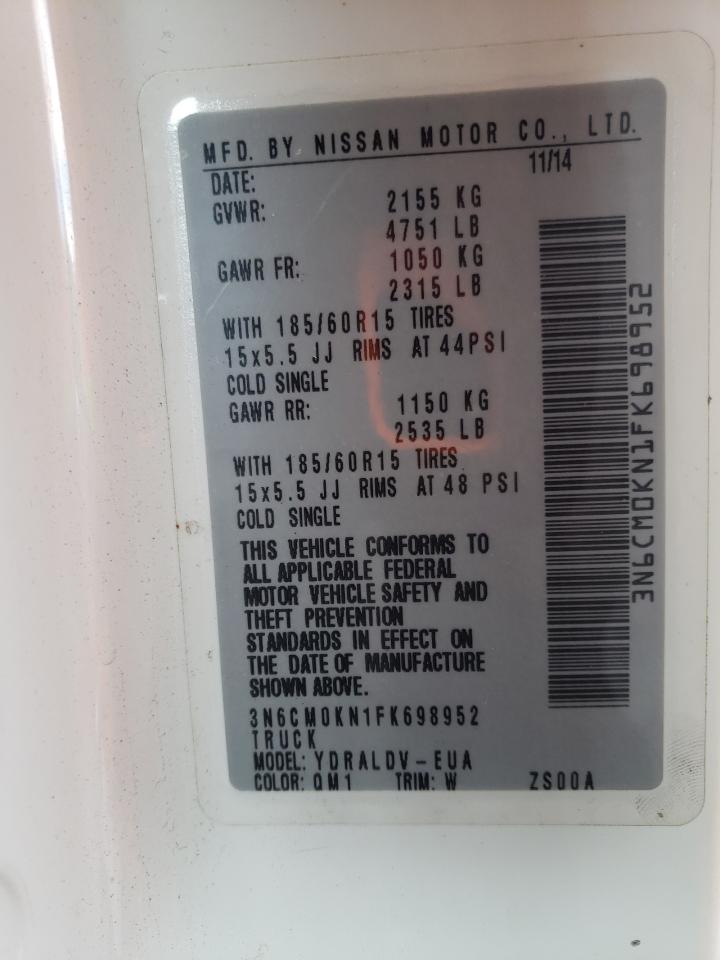 MFD. BY NISSAN MOTOR CO., LTD.
DATE: 11/14
GVWR: 2155 KG
4751 LB
GAWR FR: 1050 KG
2315 LB
WITH 185/60R15 TIRES
15x5.5 JJ RIMS AT 44PSI
COLD SINGLE
GAWR RR: 1150 KG
2535 LB
WITH 185/60R15 TIRES
15x5.5 JJ RIMS AT 48 PSI
COLD SINGLE
THIS VEHICLE CONFORMS TO
ALL APPLICABLE FEDERAL
MOTOR VEHICLE SAFETY AND
THEFT PREVENTION
STANDARDS IN EFFECT ON
THE DATE OF MANUFACTURE
SHOWN ABOVE.
3N6CM0KN1FK698952
TRUCK
MODEL: YDRALDV-EUA
COLOR: QM1 TRIM: W ZS00A
3N6CM0KN1FK698952